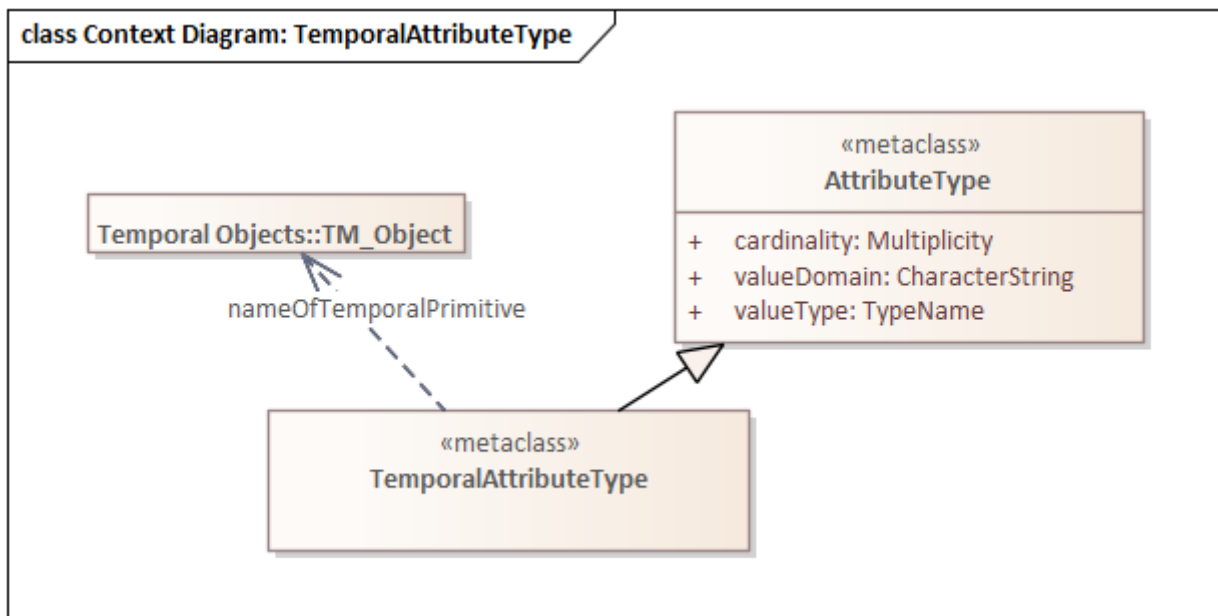 class Context Diagram: TemporalAttributeType
«metaclass»
AttributeType
+ cardinality: Multiplicity
+ valueDomain: CharacterString
+ valueType: TypeName
Temporal Objects::TM_Object
nameOfTemporalPrimitive
«metaclass»
TemporalAttributeType